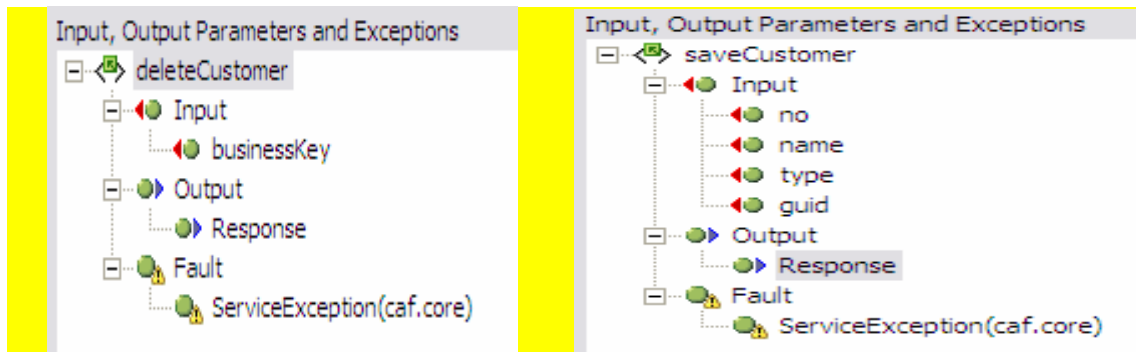 Input, Output Parameters and Exceptions
deleteCustomer
Input
businessKey
Output
Response
Fault
ServiceException(caf.core)
Input, Output Parameters and Exceptions
saveCustomer
Input
no
name
type
guid
Output
Response
Fault
ServiceException(caf.core)